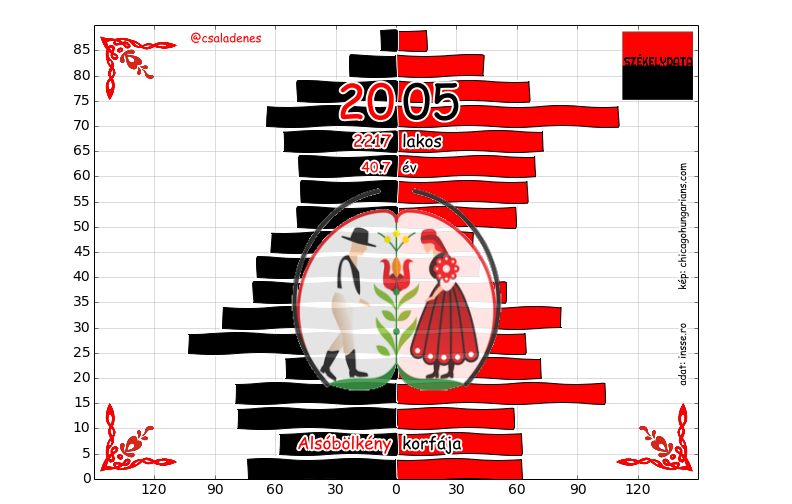 @csaladenes
SZÉKELYDATA
2005
2217 lakos
40.7 év
kép: chicagohungarians.com
adat: insse.ro
Alsóbölkény korfája
85
80
75
70
65
60
55
50
45
40
35
30
25
20
15
10
5
0
120 90 60 30 0 30 60 90 120